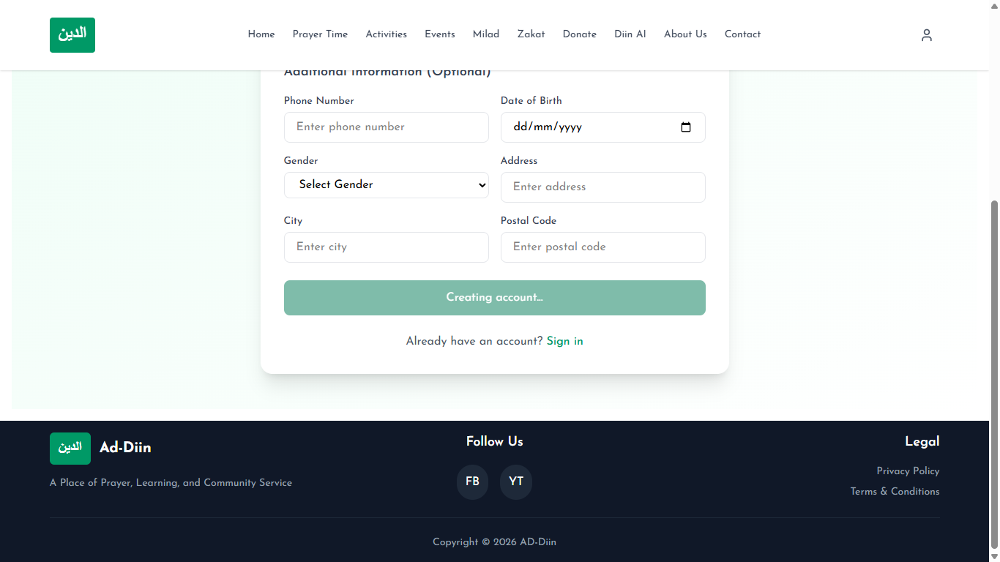 الدين
Home Prayer Time Activities Events Milad Zakat Donate Diin AI About Us Contact
Additional Information (Optional)
Phone Number Date of Birth
Enter phone number dd/mm/yyyy
Gender Address
Select Gender Enter address
City Postal Code
Enter city Enter postal code
Creating account...
Already have an account? Sign in
الدين Ad-Diin
A Place of Prayer, Learning, and Community Service
Follow Us
FB YT
Legal
Privacy Policy
Terms & Conditions
Copyright © 2026 AD-Diin